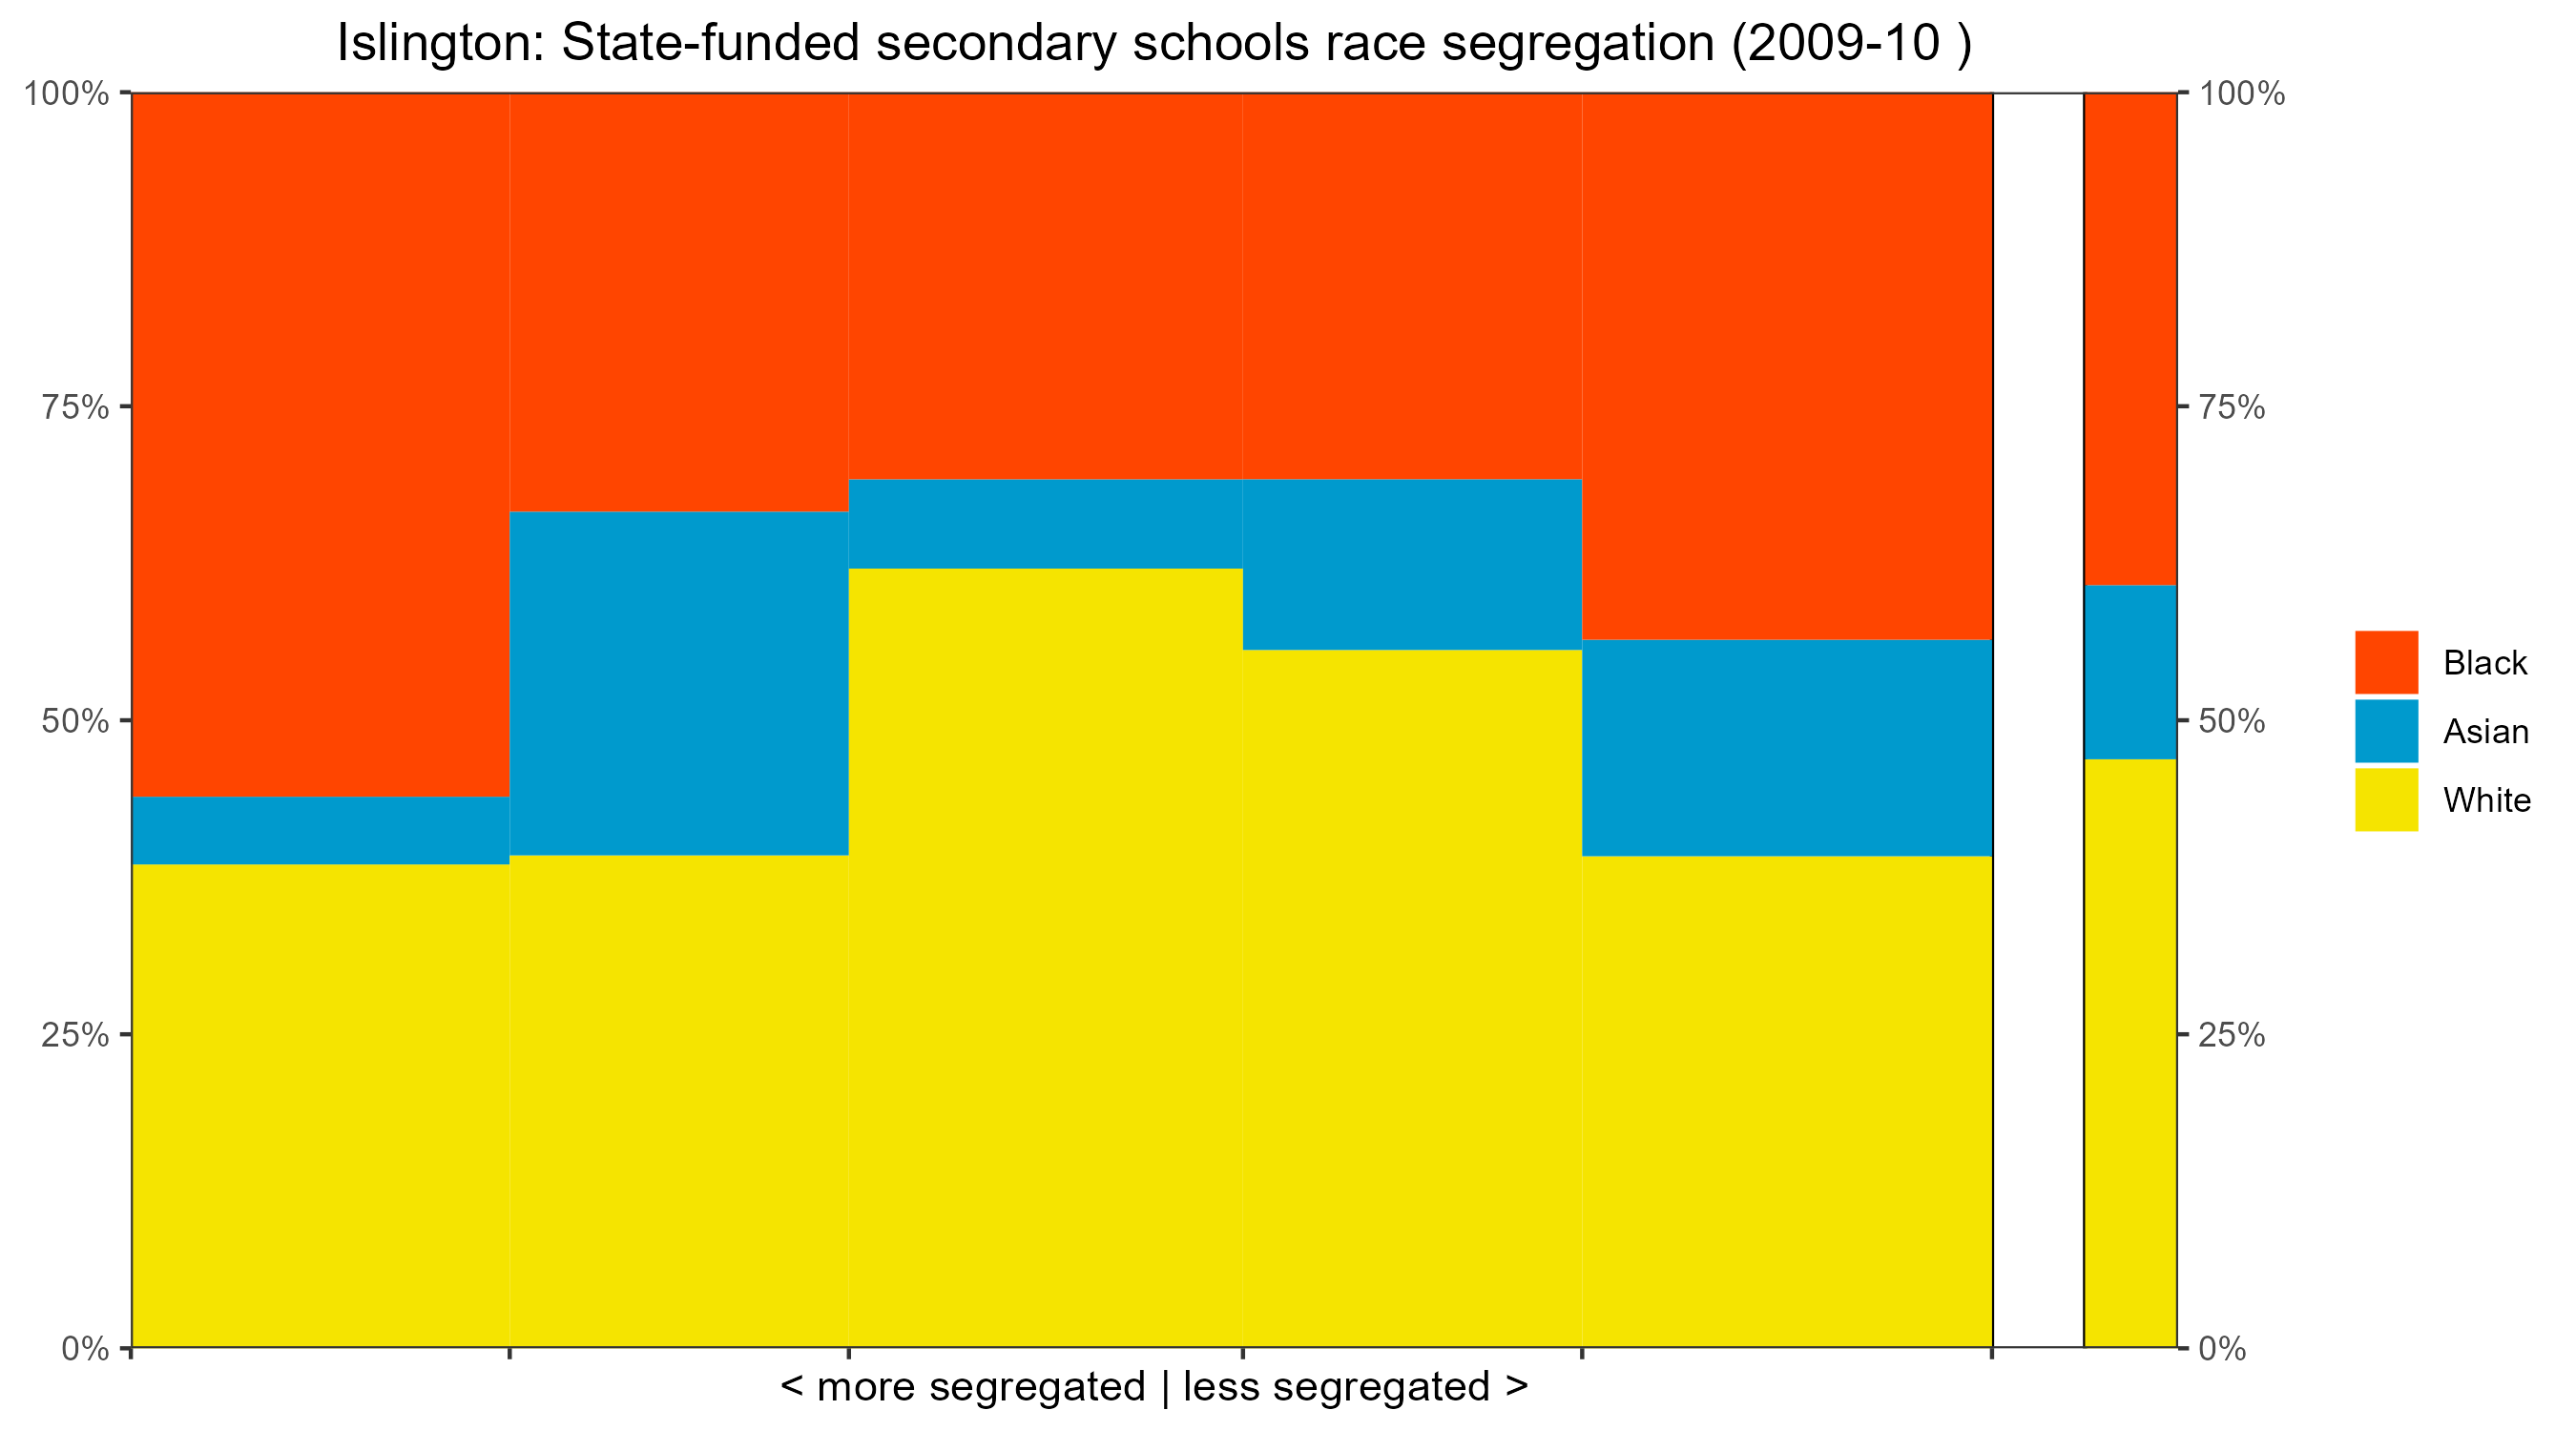 Islington: State-funded secondary schools race segregation (2009-10 )
100%
75%
50%
25%
0%
100%
75%
50%
25%
0%
< more segregated | less segregated >
Black
Asian
White